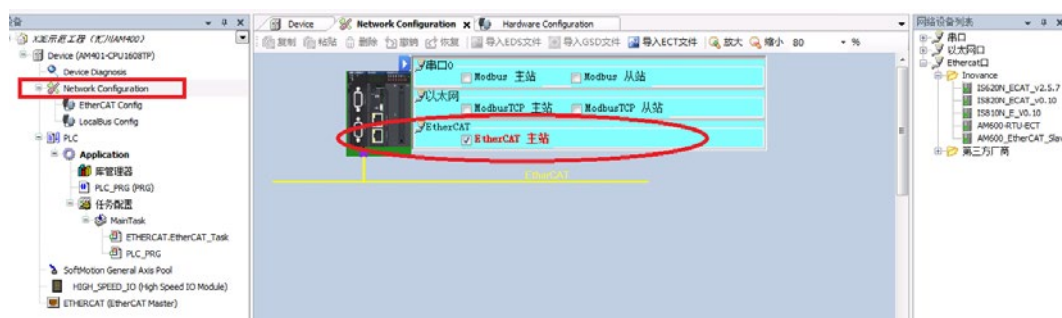 Device
Network Configuration
Hardware Configuration
网络设备列表
复制 粘贴 删除 撤销 恢复 导入EDS文件 导入GSD文件 导入ECT文件 放大 缩小 80 %
Device (AM401-CPU1608TP)
Device Diagnosis
Network Configuration
EtherCAT Config
LocalBus Config
PLC
Application
库管理器
PLC_PRG (PRG)
任务配置
MainTask
ETHERCAT.EtherCAT_Task
PLC_PRG
SoftMotion General Axis Pool
HIGH_SPEED_IO (High Speed IO Module)
ETHERCAT (EtherCAT Master)
串口0
Modbus 主站 Modbus 从站
以太网
ModbusTCP 主站 ModbusTCP 从站
EtherCAT
EtherCAT 主站
EtherCAT
串口
以太网口
Ethercat口
Inovance
IS620N_ECAT_v2.5.7
IS820N_ECAT_v0.10
IS810N_E_V0.10
AM600-RTU-ECT
AM600_EtherCAT_Slav
第三方厂商